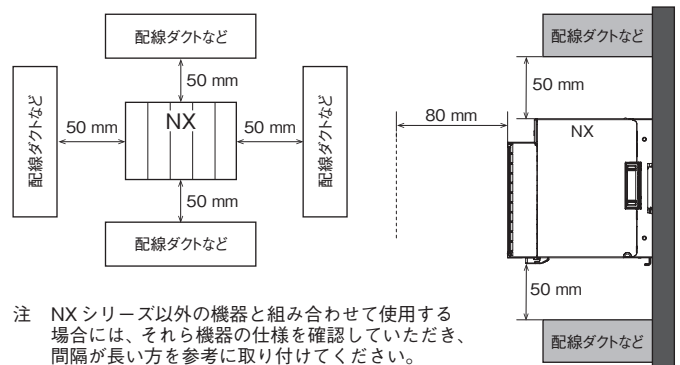 配線ダクトなど
50 mm
配線ダクトなど
50 mm
NX
50 mm
配線ダクトなど
50 mm
配線ダクトなど
配線ダクトなど
50 mm
80 mm
NX
50 mm
配線ダクトなど
注 NXシリーズ以外の機器と組み合わせて使用する
場合には、それら機器の仕様を確認していただき、
間隔が長い方を参考に取り付けてください。